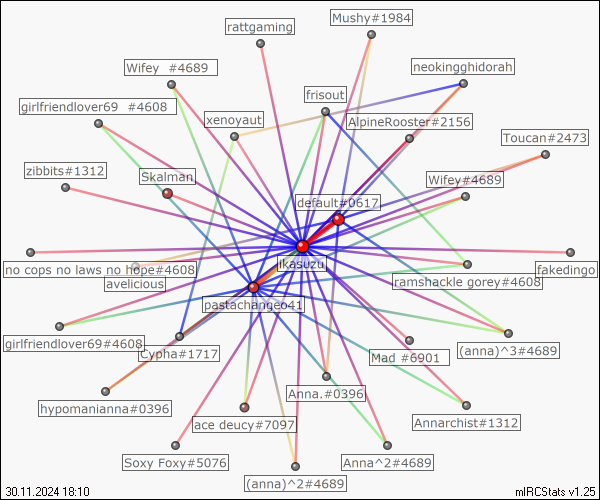 Mushy#1984
rattgaming
Wifey #4689
neokingghidorah
frisout
girlfriendlover69 #4608
xenoyaut
AlpineRooster#2156
Toucan#2473
zibbits#1312
Skalman
Wifey#4689
default#0617
jikasuzu
no cops no laws no hope#4608
fakedingo
avelicious
ramshackle gorey#4608
pastachangeo41
girlfriendlover69#4608
Cypha#1717
Mad #6901
(anna)^3#4689
Anna.#0396
hypomanianna#0396
ace deucy#7097
Annarchist#1312
Soxy Foxy#5076
Anna^2#4689
(anna)^2#4689
30.11.2024 18:10
mIRCStats v1.25